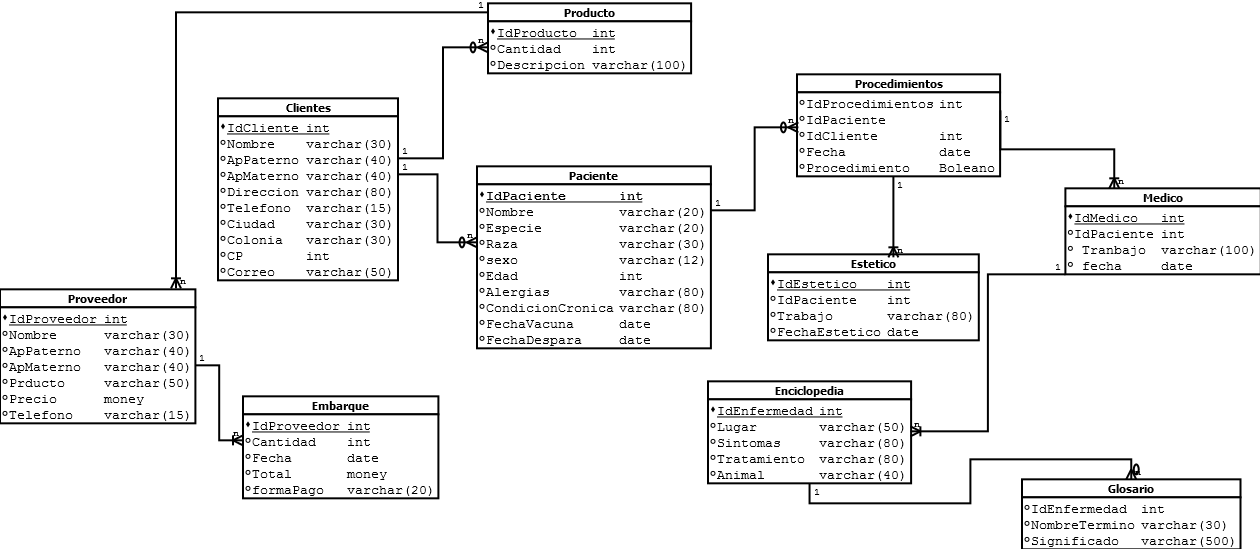 Producto
IdProducto int
Cantidad int
Descripcion varchar(100)
Clientes
IdCliente int
Nombre varchar(30)
ApPaterno varchar(40)
ApMaterno varchar(40)
Direccion varchar(80)
Telefono varchar(15)
Ciudad varchar(30)
Colonia varchar(30)
CP int
Correo varchar(50)
Paciente
IdPaciente int
Nombre varchar(20)
Especie varchar(20)
Raza varchar(30)
sexo varchar(12)
Edad int
Alergias varchar(80)
CondicionCronica varchar(80)
FechaVacuna date
FechaDespara date
Procedimientos
IdProcedimientos int
IdPaciente
IdCliente int
Fecha date
Procedimiento Boleano
Medico
IdMedico int
IdPaciente int
Tranbajo varchar(100)
fecha date
Estetico
IdEstetico int
IdPaciente int
Trabajo varchar(80)
FechaEstetico date
Proveedor
IdProveedor int
Nombre varchar(30)
ApPaterno varchar(40)
ApMaterno varchar(40)
Prducto varchar(50)
Precio money
Telefono varchar(15)
Embarque
IdProveedor int
Cantidad int
Fecha date
Total money
formaPago varchar(20)
Enciclopedia
IdEnfermedad int
Lugar varchar(50)
Sintomas varchar(80)
Tratamiento varchar(80)
Animal varchar(40)
Glosario
IdEnfermedad int
NombreTermino varchar(30)
Significado varchar(500)
1
n
1
1
n
1
n
1
n
1
n
1
n
1
n
1
n
n